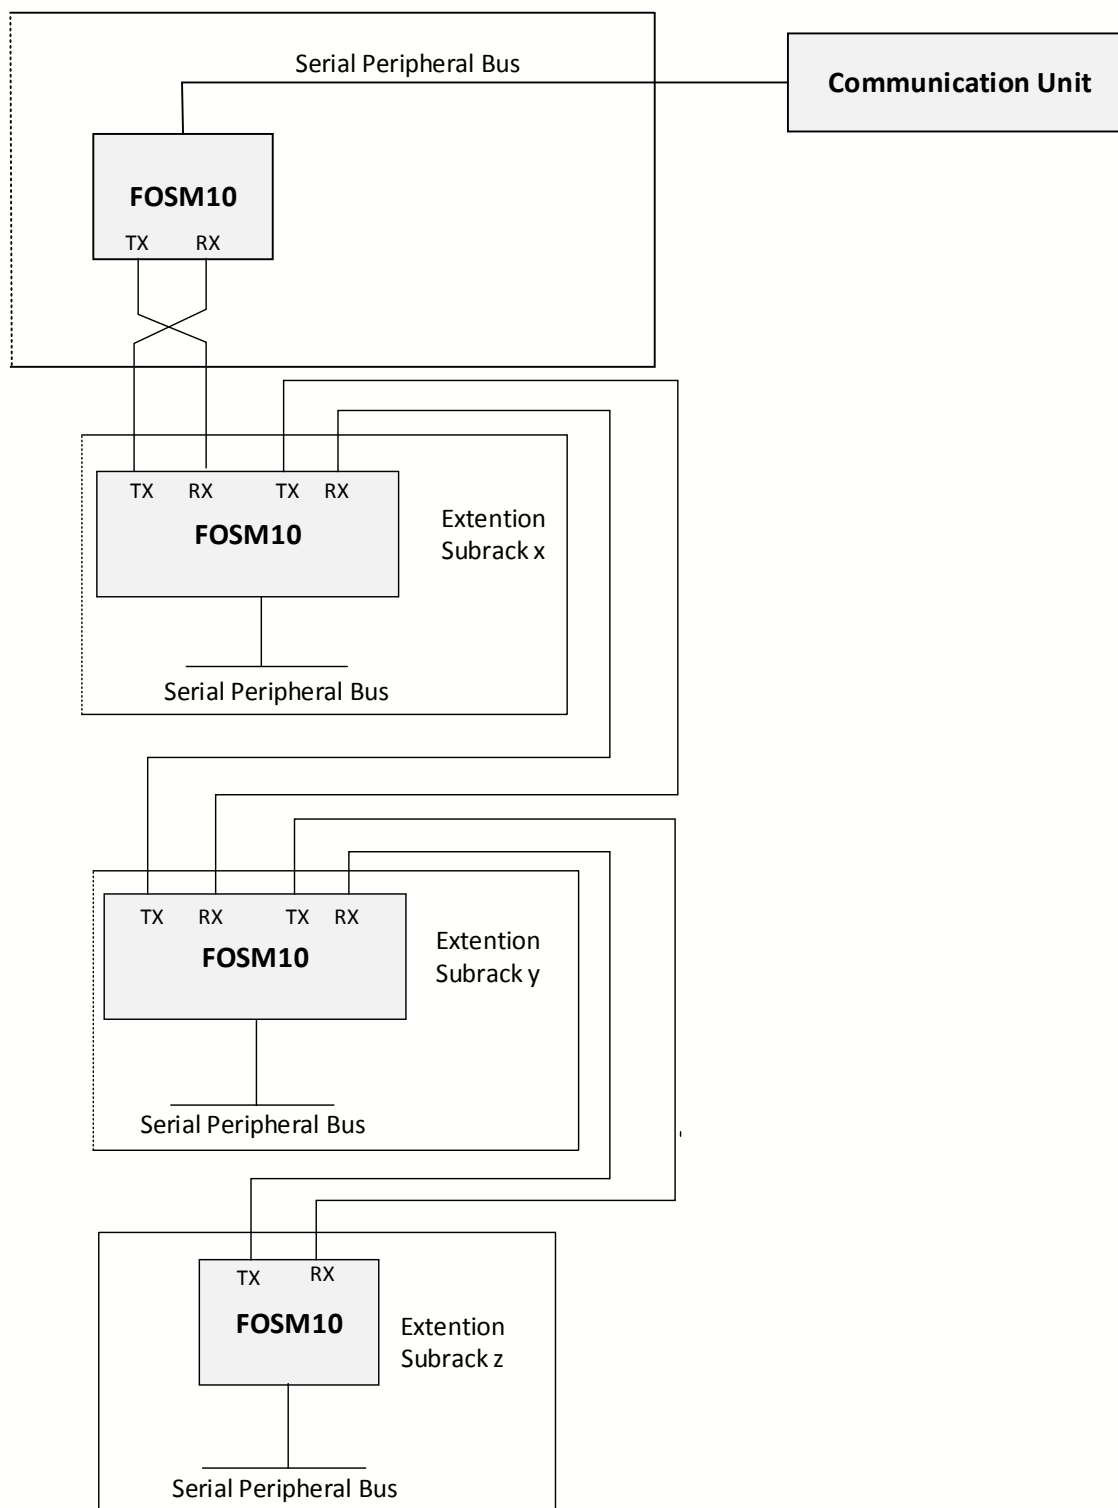 Serial Peripheral Bus
Communication Unit
FOSM10
TX RX
TX RX TX RX
FOSM10
Extention
Subrack x
Serial Peripheral Bus
TX RX TX RX
FOSM10
Extention
Subrack y
Serial Peripheral Bus
TX RX
FOSM10
Extention
Subrack z
Serial Peripheral Bus